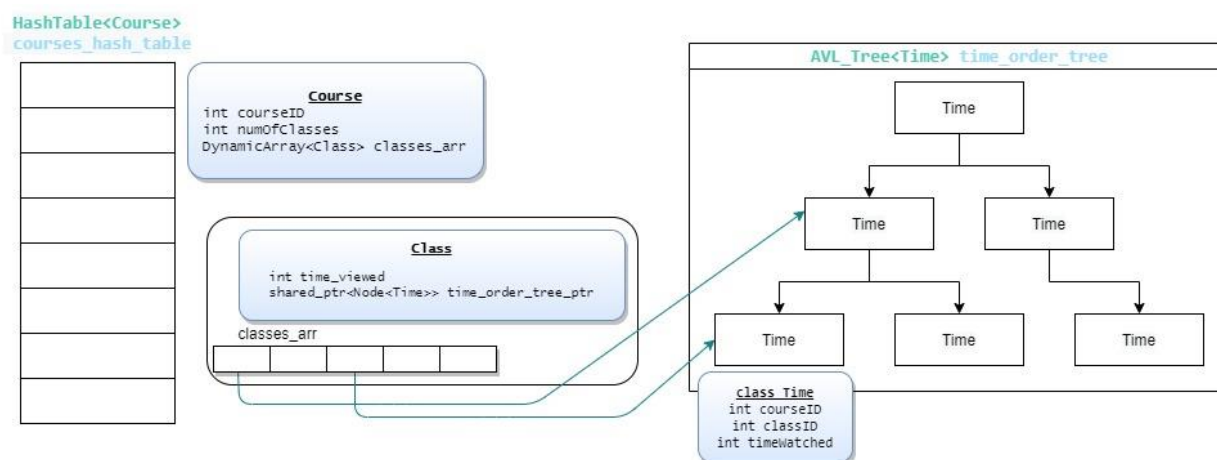 HashTable<Course>
courses_hash_table
Course
int courseID
int numOfClasses
DynamicArray<Class> classes_arr
Class
int time_viewed
shared_ptr<Node<Time>> time_order_tree_ptr
classes_arr
AVL_Tree<Time> time_order_tree
Time
Time
Time
Time
Time
Time
class Time
int courseID
int classID
int timeWatched